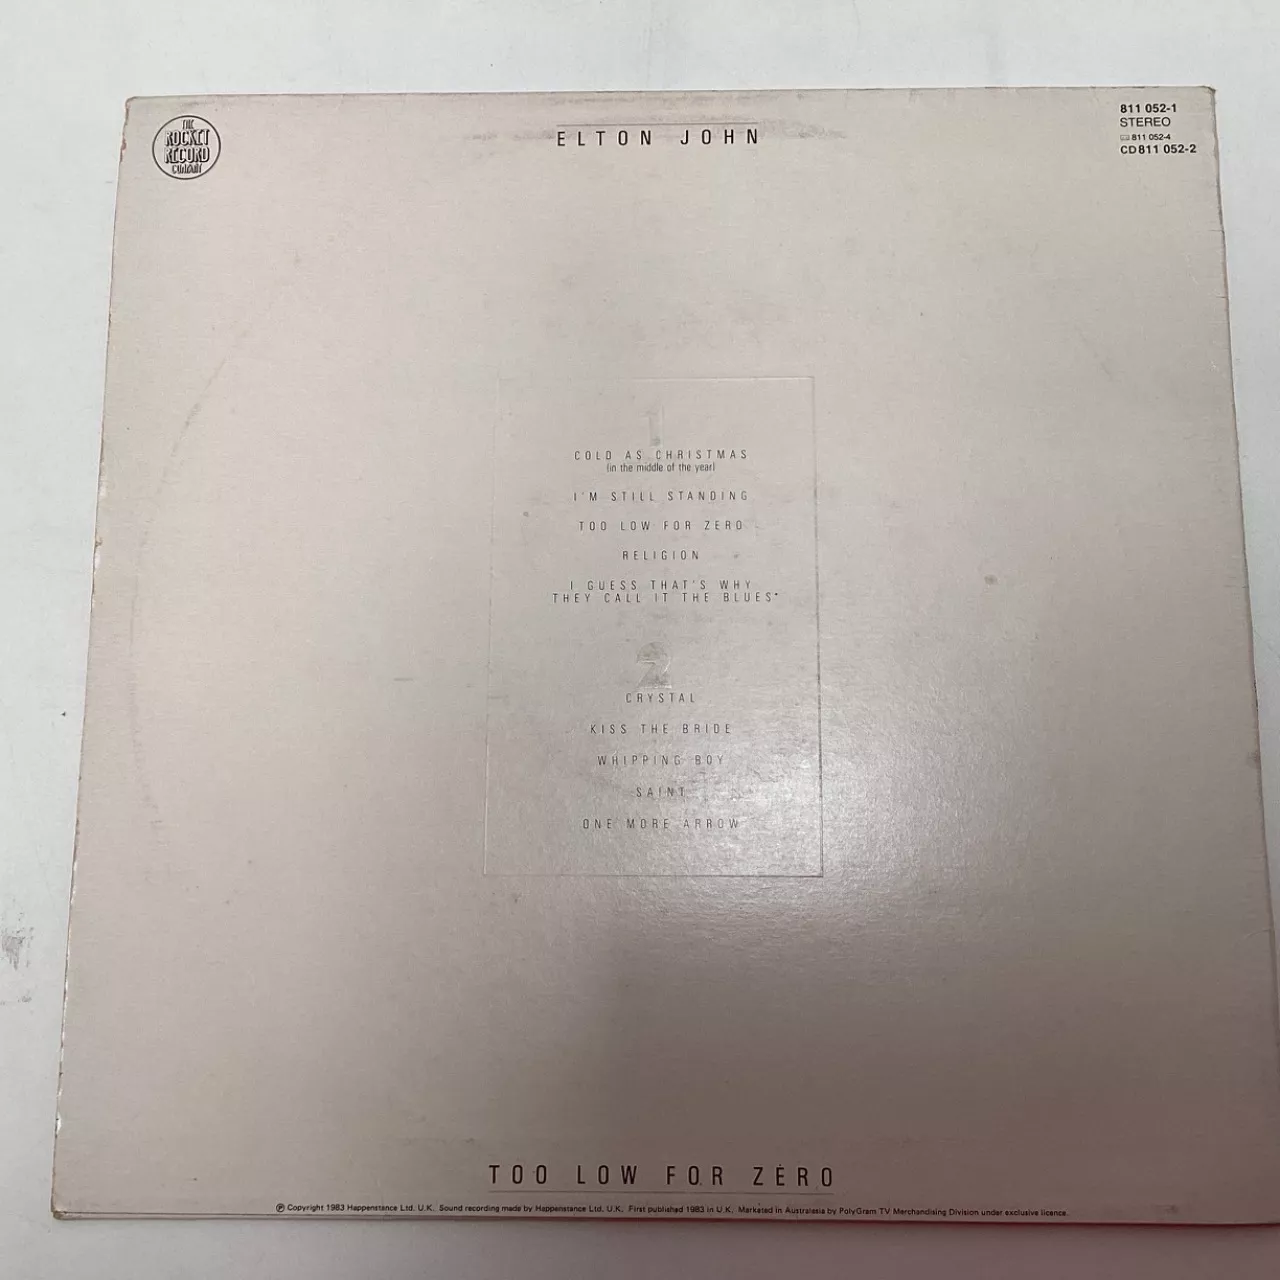 THE
ROCKET
RECORD
COMPANY
ELTON JOHN
811 052-1
STEREO
811 052-4
CD 811 052-2
1
COLD AS CHRISTMAS
(in the middle of the year)
I'M STILL STANDING
TOO LOW FOR ZERO
RELIGION
I GUESS THAT'S WHY
THEY CALL IT THE BLUES*
2
CRYSTAL
KISS THE BRIDE
WHIPPING BOY
SAINT
ONE MORE ARROW
TOO LOW FOR ZERO
℗ Copyright 1983 Happenstance Ltd. U.K. Sound recording made by Happenstance Ltd. U.K. First published 1983 in U.K. Marketed in Australasia by PolyGram TV Merchandising Division under exclusive licence.